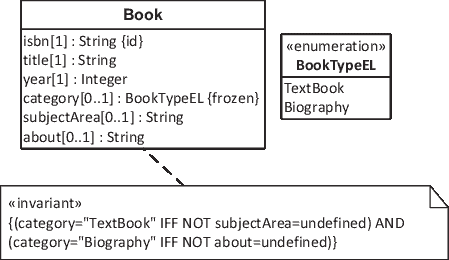 Book
isbn[1] : String {id}
title[1] : String
year[1] : Integer
category[0..1] : BookTypeEL {frozen}
subjectArea[0..1] : String
about[0..1] : String
«enumeration»
BookTypeEL
TextBook
Biography
«invariant»
{(category="TextBook" IFF NOT subjectArea=undefined) AND
(category="Biography" IFF NOT about=undefined)}